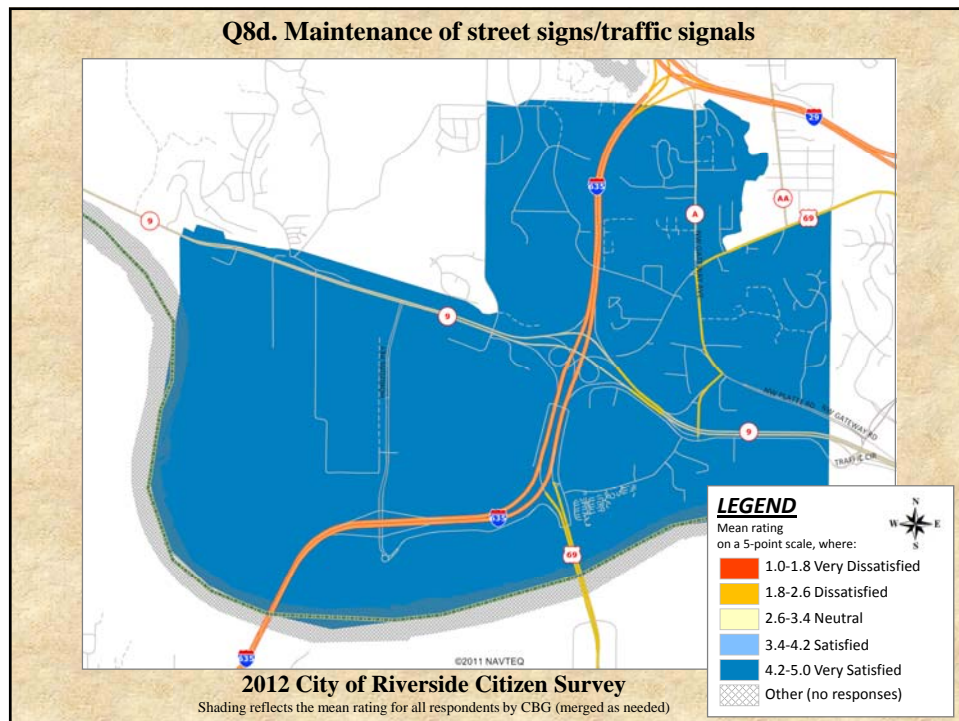 Q8d. Maintenance of street signs/traffic signals
29
635
A
AA
69
9
9
NW PLATTE RD
NW GATEWAY RD
9
TRAFFIC CIR
635
69
635
©2011 NAVTEQ
LEGEND
Mean rating
on a 5-point scale, where:
N
W E
S
1.0-1.8 Very Dissatisfied
1.8-2.6 Dissatisfied
2.6-3.4 Neutral
3.4-4.2 Satisfied
4.2-5.0 Very Satisfied
Other (no responses)
2012 City of Riverside Citizen Survey
Shading reflects the mean rating for all respondents by CBG (merged as needed)